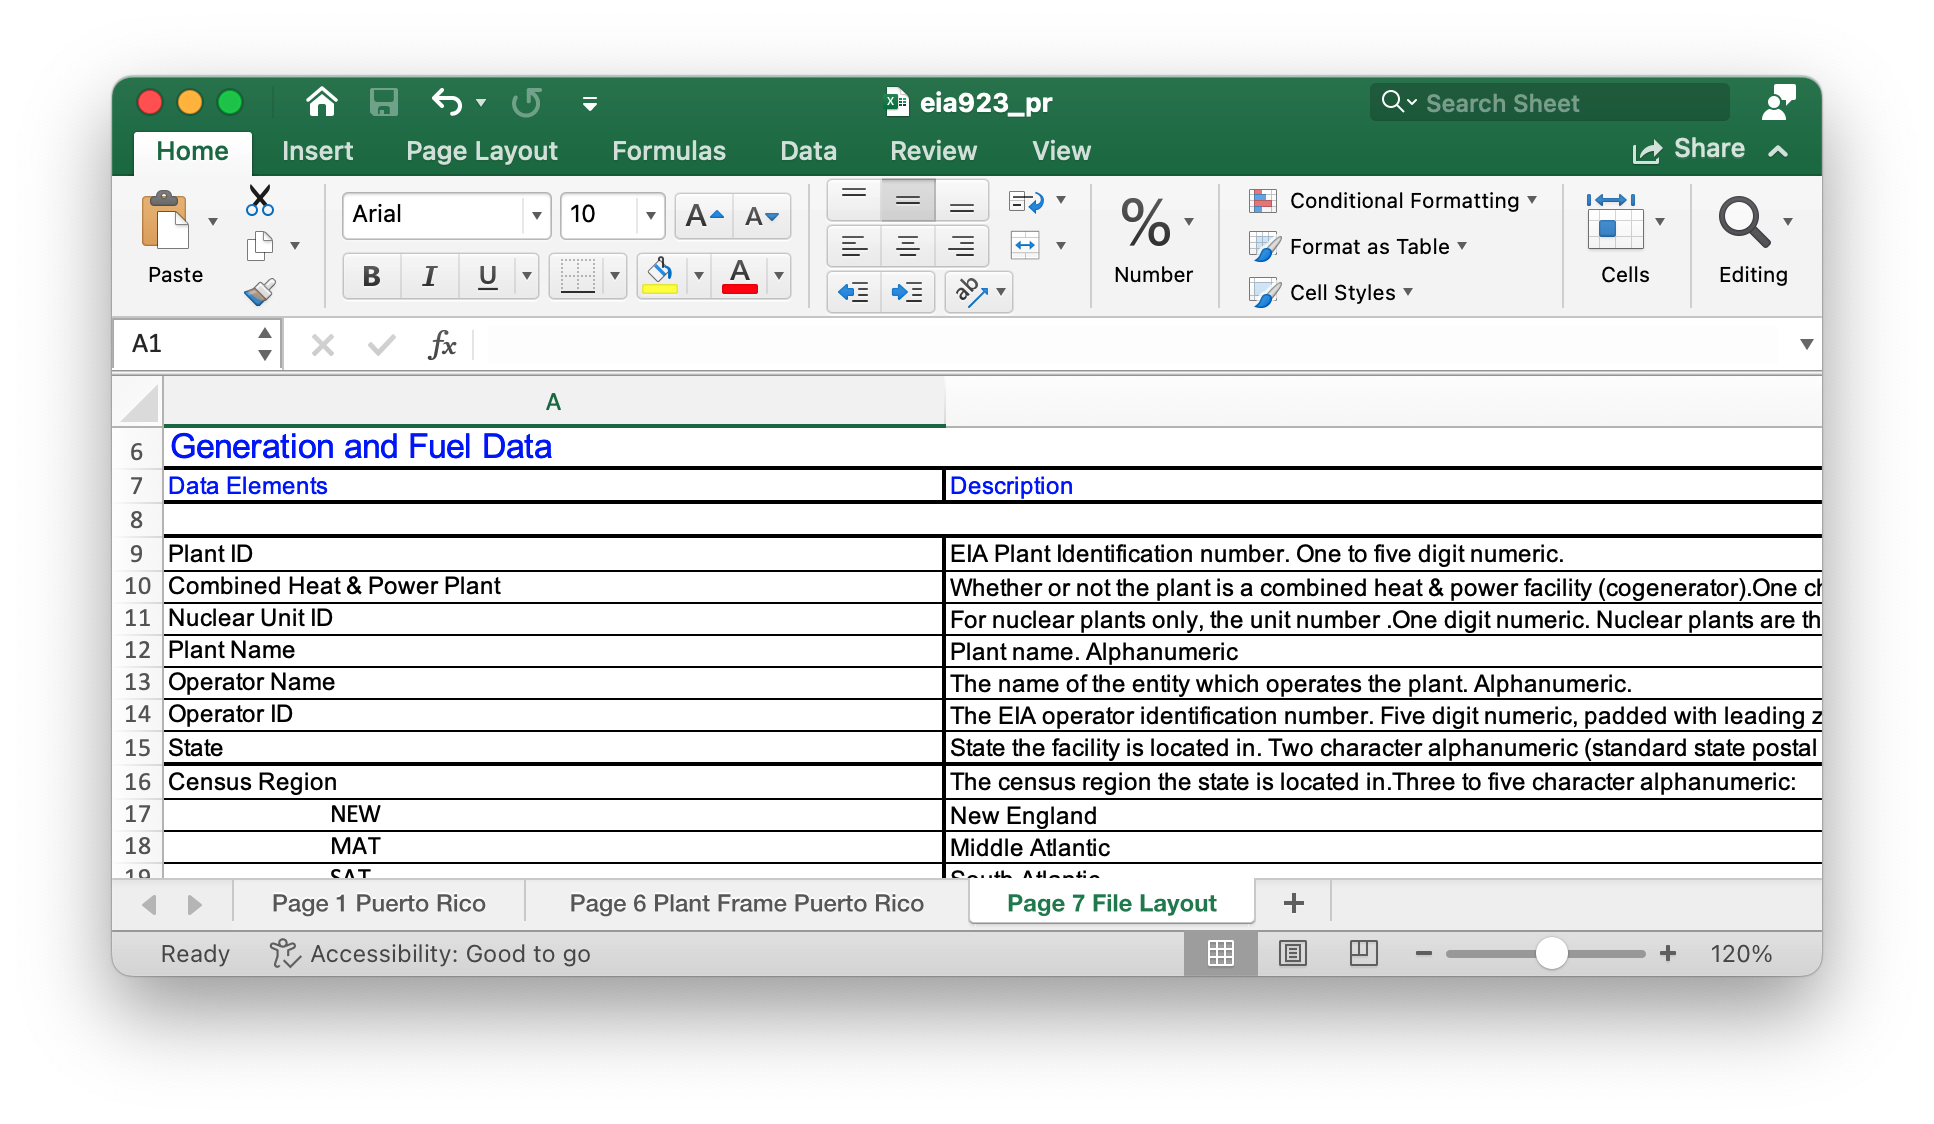 eia923_pr
Search Sheet
Home Insert Page Layout Formulas Data Review View Share
Paste
Arial 10
B I U A
Number
Conditional Formatting
Format as Table
Cell Styles
Cells
Editing
A1 fx
A
6 Generation and Fuel Data
7 Data Elements Description
8
9 Plant ID EIA Plant Identification number. One to five digit numeric.
10 Combined Heat & Power Plant Whether or not the plant is a combined heat & power facility (cogenerator).One
11 Nuclear Unit ID For nuclear plants only, the unit number .One digit numeric. Nuclear plants are th
12 Plant Name Plant name. Alphanumeric
13 Operator Name The name of the entity which operates the plant. Alphanumeric.
14 Operator ID The EIA operator identification number. Five digit numeric, padded with leading z
15 State State the facility is located in. Two character alphanumeric (standard state postal
16 Census Region The census region the state is located in.Three to five character alphanumeric:
17 NEW New England
18 MAT Middle Atlantic
19 SAT South Atlantic
Page 1 Puerto Rico Page 6 Plant Frame Puerto Rico Page 7 File Layout +
Ready Accessibility: Good to go 120%